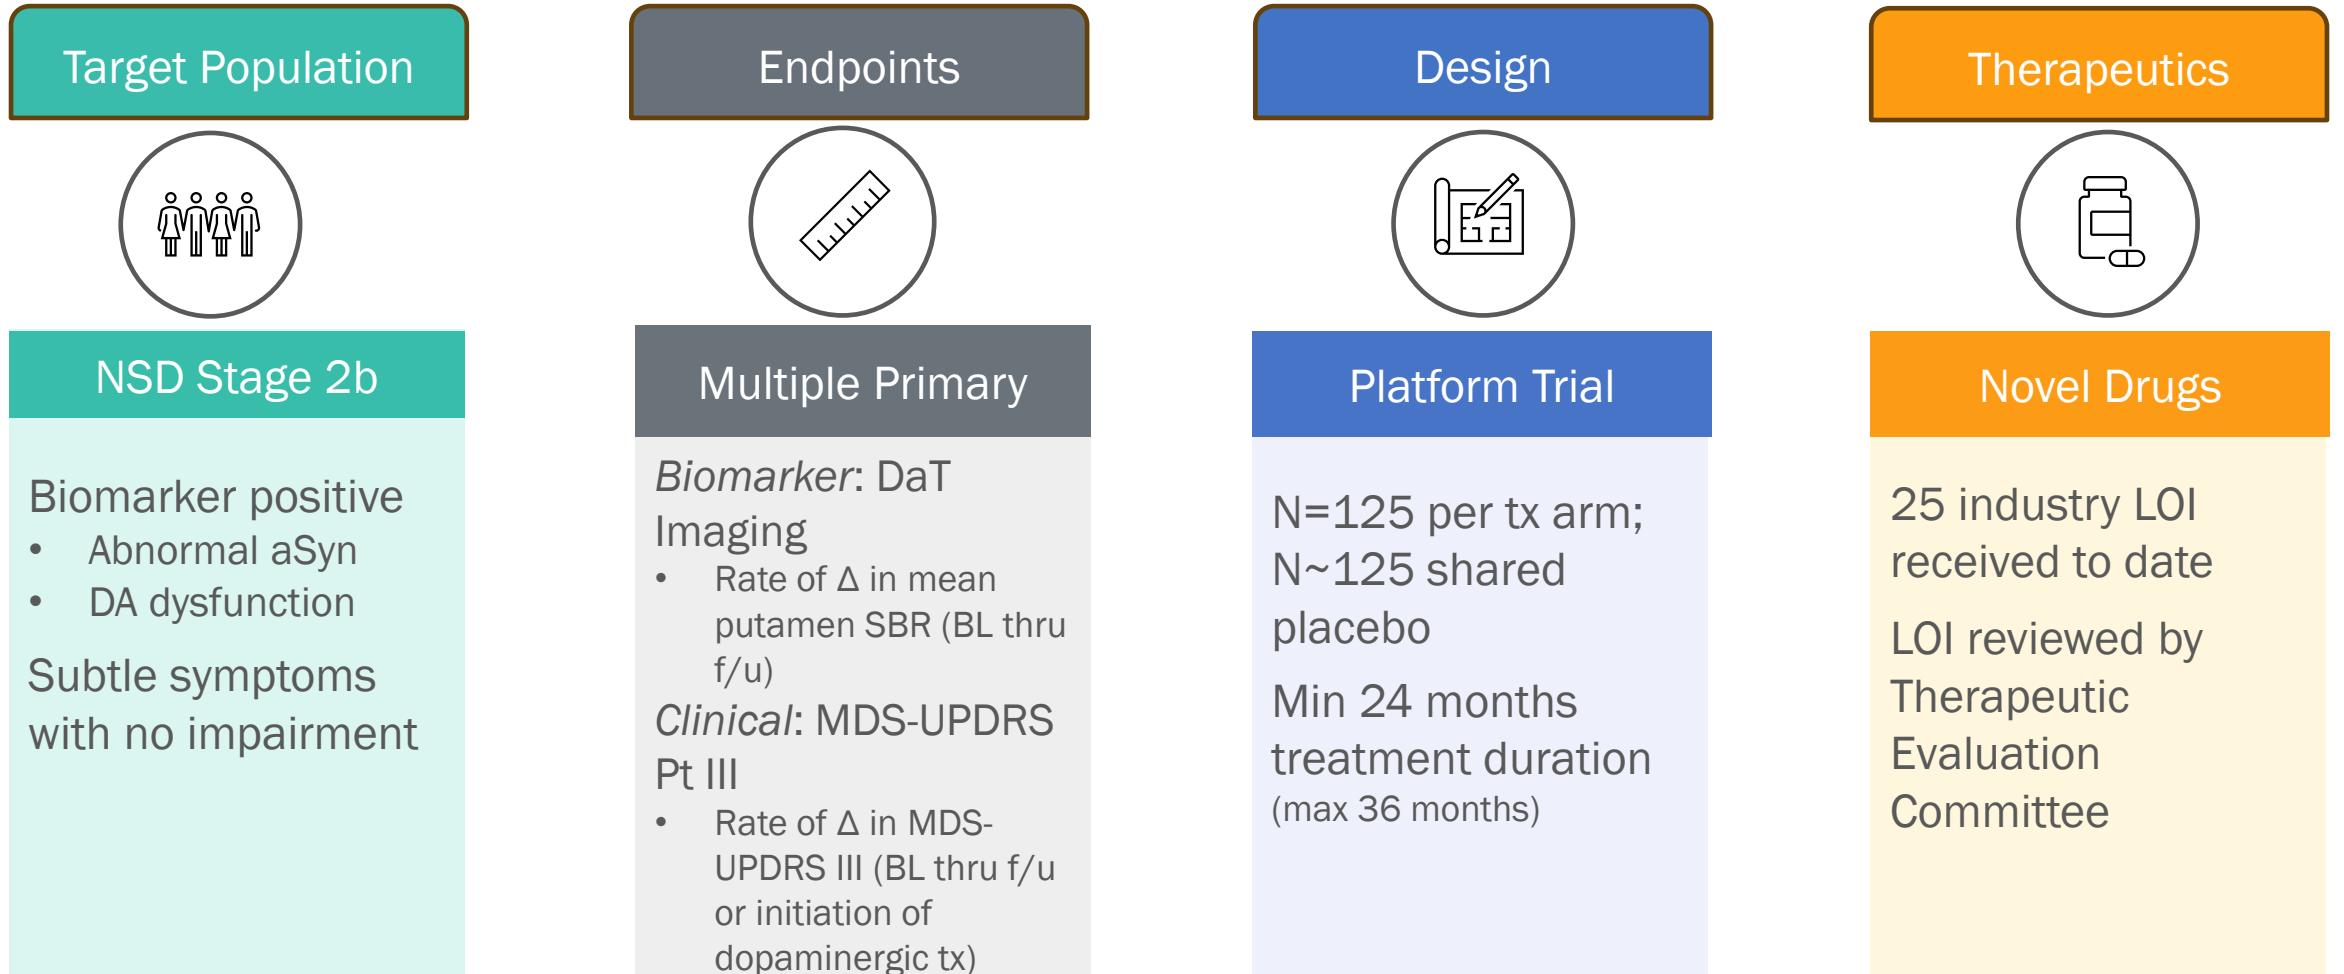 Target Population
NSD Stage 2b
Biomarker positive
• Abnormal aSyn
• DA dysfunction
Subtle symptoms
with no impairment
Endpoints
Multiple Primary
Biomarker: DaT
Imaging
• Rate of Δ in mean
putamen SBR (BL thru
f/u)
Clinical: MDS-UPDRS
Pt III
• Rate of Δ in MDS-
UPDRS III (BL thru f/u
or initiation of
dopaminergic tx)
Design
Platform Trial
N=125 per tx arm;
N~125 shared
placebo
Min 24 months
treatment duration
(max 36 months)
Therapeutics
Novel Drugs
25 industry LOI
received to date
LOI reviewed by
Therapeutic
Evaluation
Committee